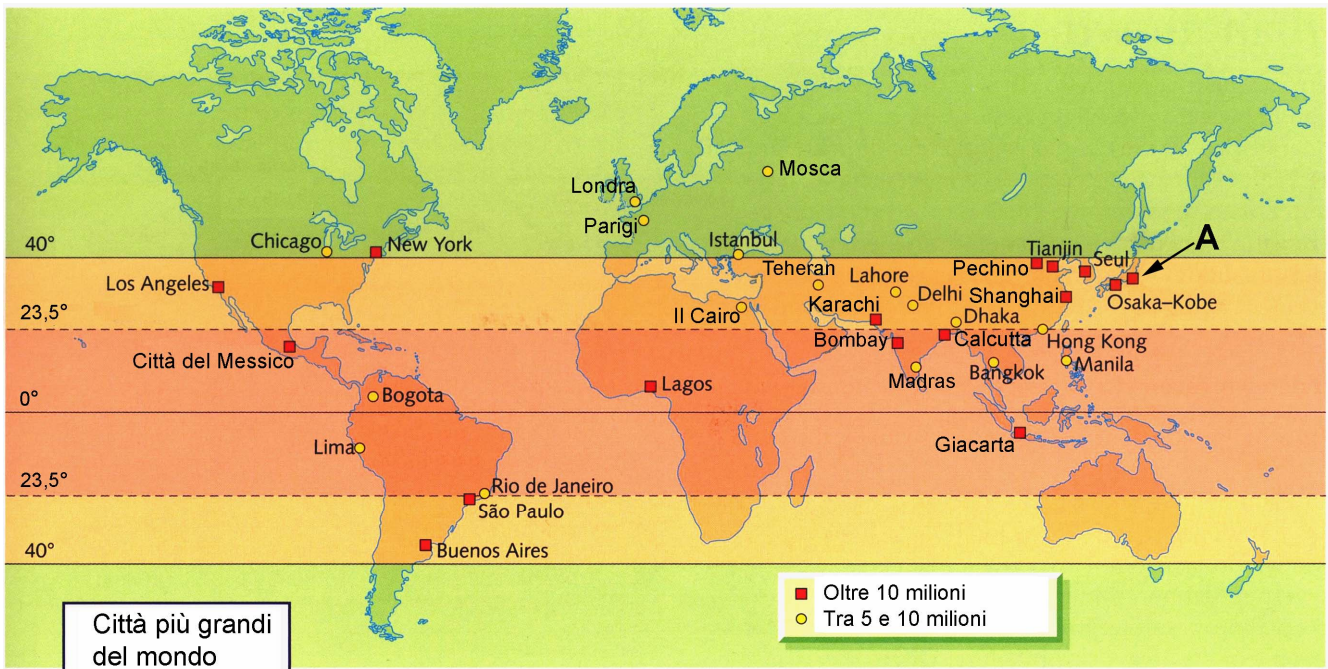 Mosca
Londra
Parigi
40°
Chicago
New York
Istanbul
Tianjin
A
Seul
Pechino
Teheran
Lahore
Los Angeles
Delhi
Shanghai
Karachi
Osaka–Kobe
23,5°
Il Cairo
Dhaka
Bombay
Calcutta
Hong Kong
Città del Messico
Manila
Bangkok
Madras
Lagos
0°
Bogota
Lima
Giacarta
23,5°
Rio de Janeiro
São Paulo
40°
Buenos Aires
Oltre 10 milioni
Tra 5 e 10 milioni
Città più grandi
del mondo